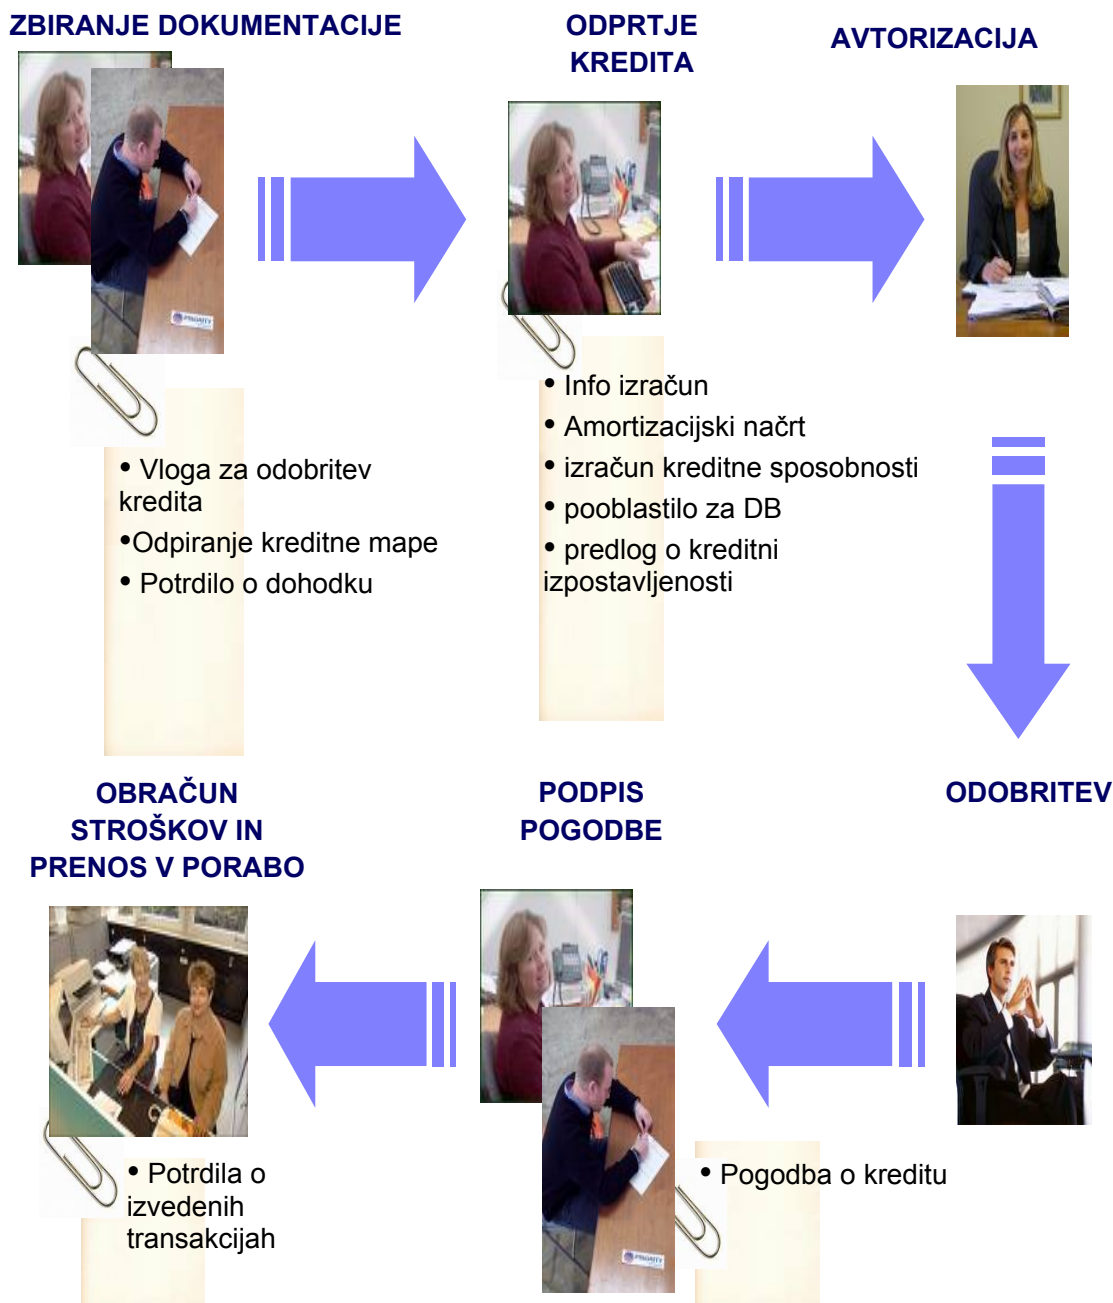 ZBIRANJE DOKUMENTACIJE
ODPRTJE
KREDITA
AVTORIZACIJA
PRIORITY
• Vloga za odobritev
kredita
•Odpiranje kreditne mape
• Potrdilo o dohodku
• Info izračun
• Amortizacijski načrt
• izračun kreditne sposobnosti
• pooblastilo za DB
• predlog o kreditni
izpostavljenosti
OBRAČUN
STROŠKOV IN
PRENOS V PORABO
PODPIS
POGODBE
ODOBRITEV
• Potrdila o
izvedenih
transakcijah
• Pogodba o kreditu
PRIORITY